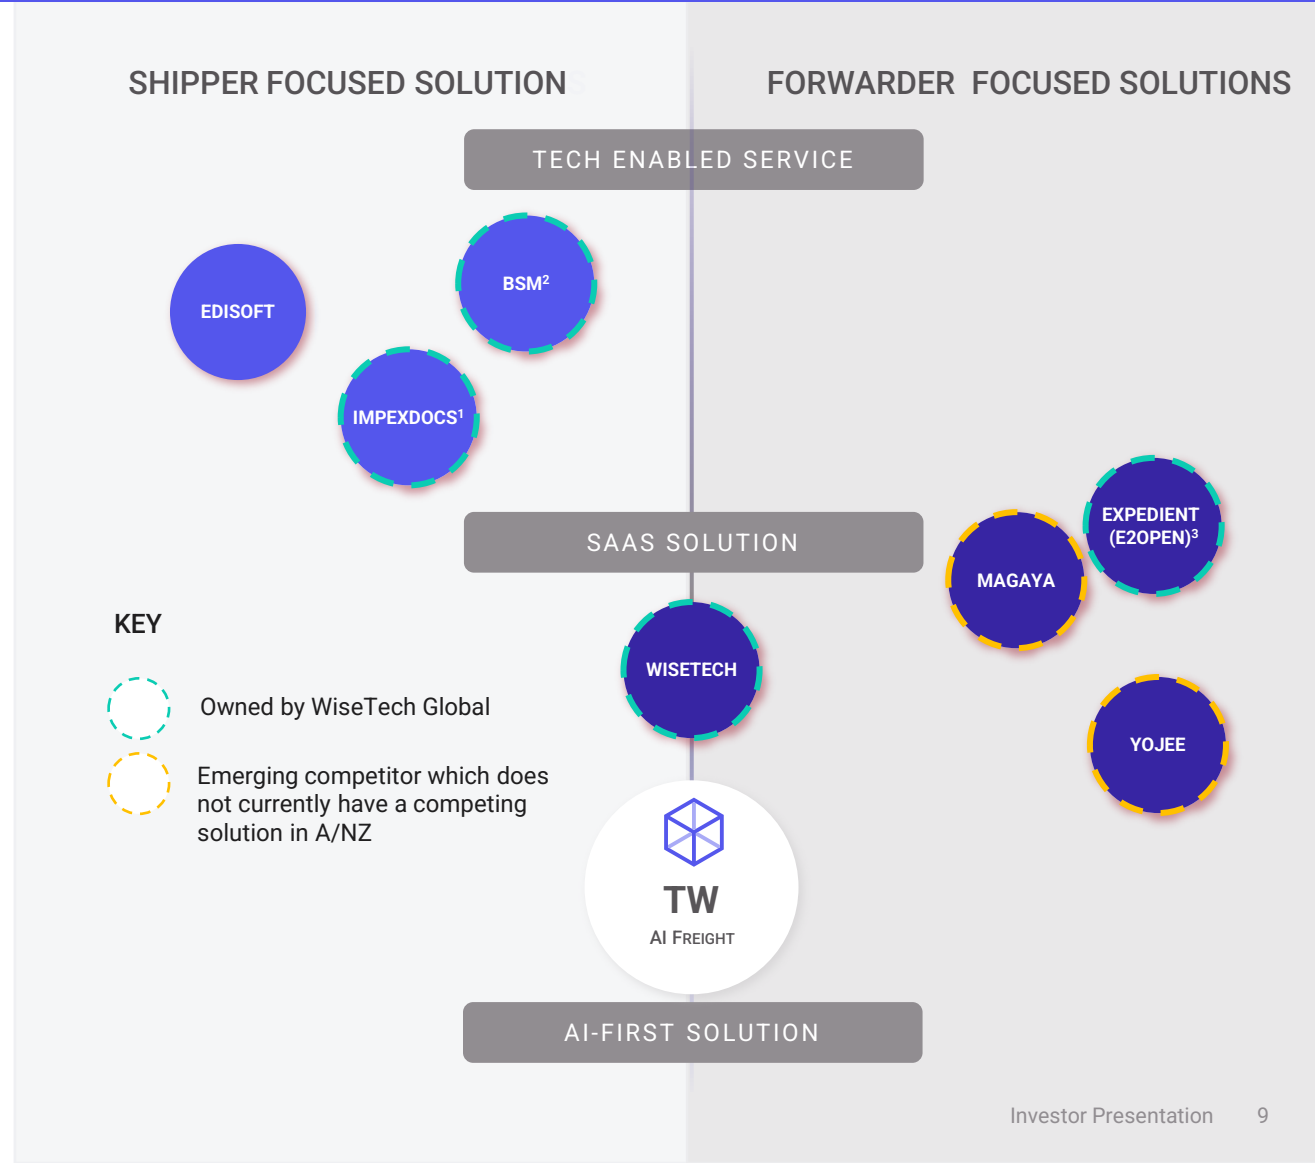 SHIPPER FOCUSED SOLUTIONS
FORWARDER FOCUSED SOLUTIONS
TECH ENABLED SERVICE
BSM²
EDISOFT
IMPEXDOCS¹
SAAS SOLUTION
EXPEDIENT
(E2OPEN)³
MAGAYA
KEY
WISETECH
Owned by WiseTech Global
YOJEE
Emerging competitor which does
not currently have a competing
solution in A/NZ
TW
AI FREIGHT
AI-FIRST SOLUTION
Investor Presentation 9